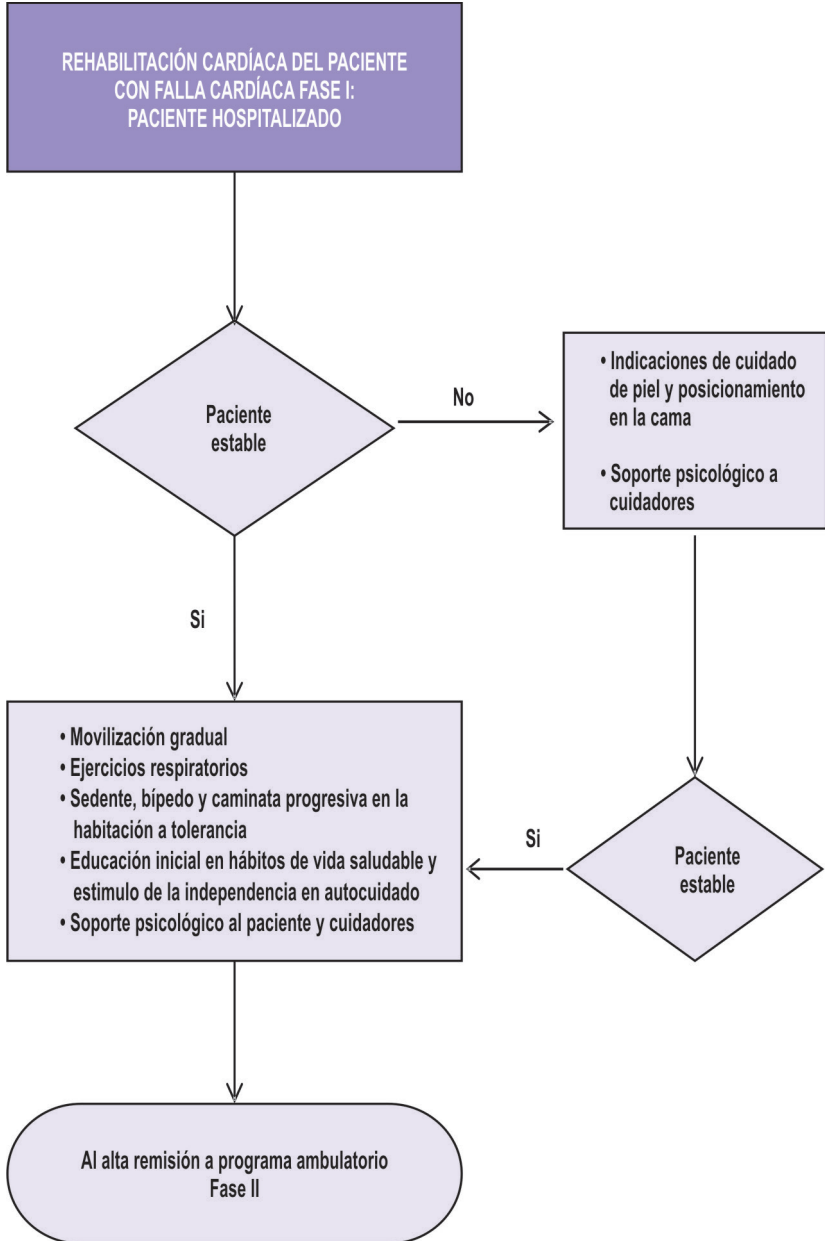 REHABILITACIÓN CARDÍACA DEL PACIENTE
CON FALLA CARDÍACA FASE I:
PACIENTE HOSPITALIZADO
Paciente
estable
No
• Indicaciones de cuidado
de piel y posicionamiento
en la cama
• Soporte psicológico a
cuidadores
Si
• Movilización gradual
• Ejercicios respiratorios
• Sedente, bípedo y caminata progresiva en la
habitación a tolerancia
• Educación inicial en hábitos de vida saludable y
estimulo de la independencia en autocuidado
• Soporte psicológico al paciente y cuidadores
Si
Paciente
estable
Al alta remisión a programa ambulatorio
Fase II